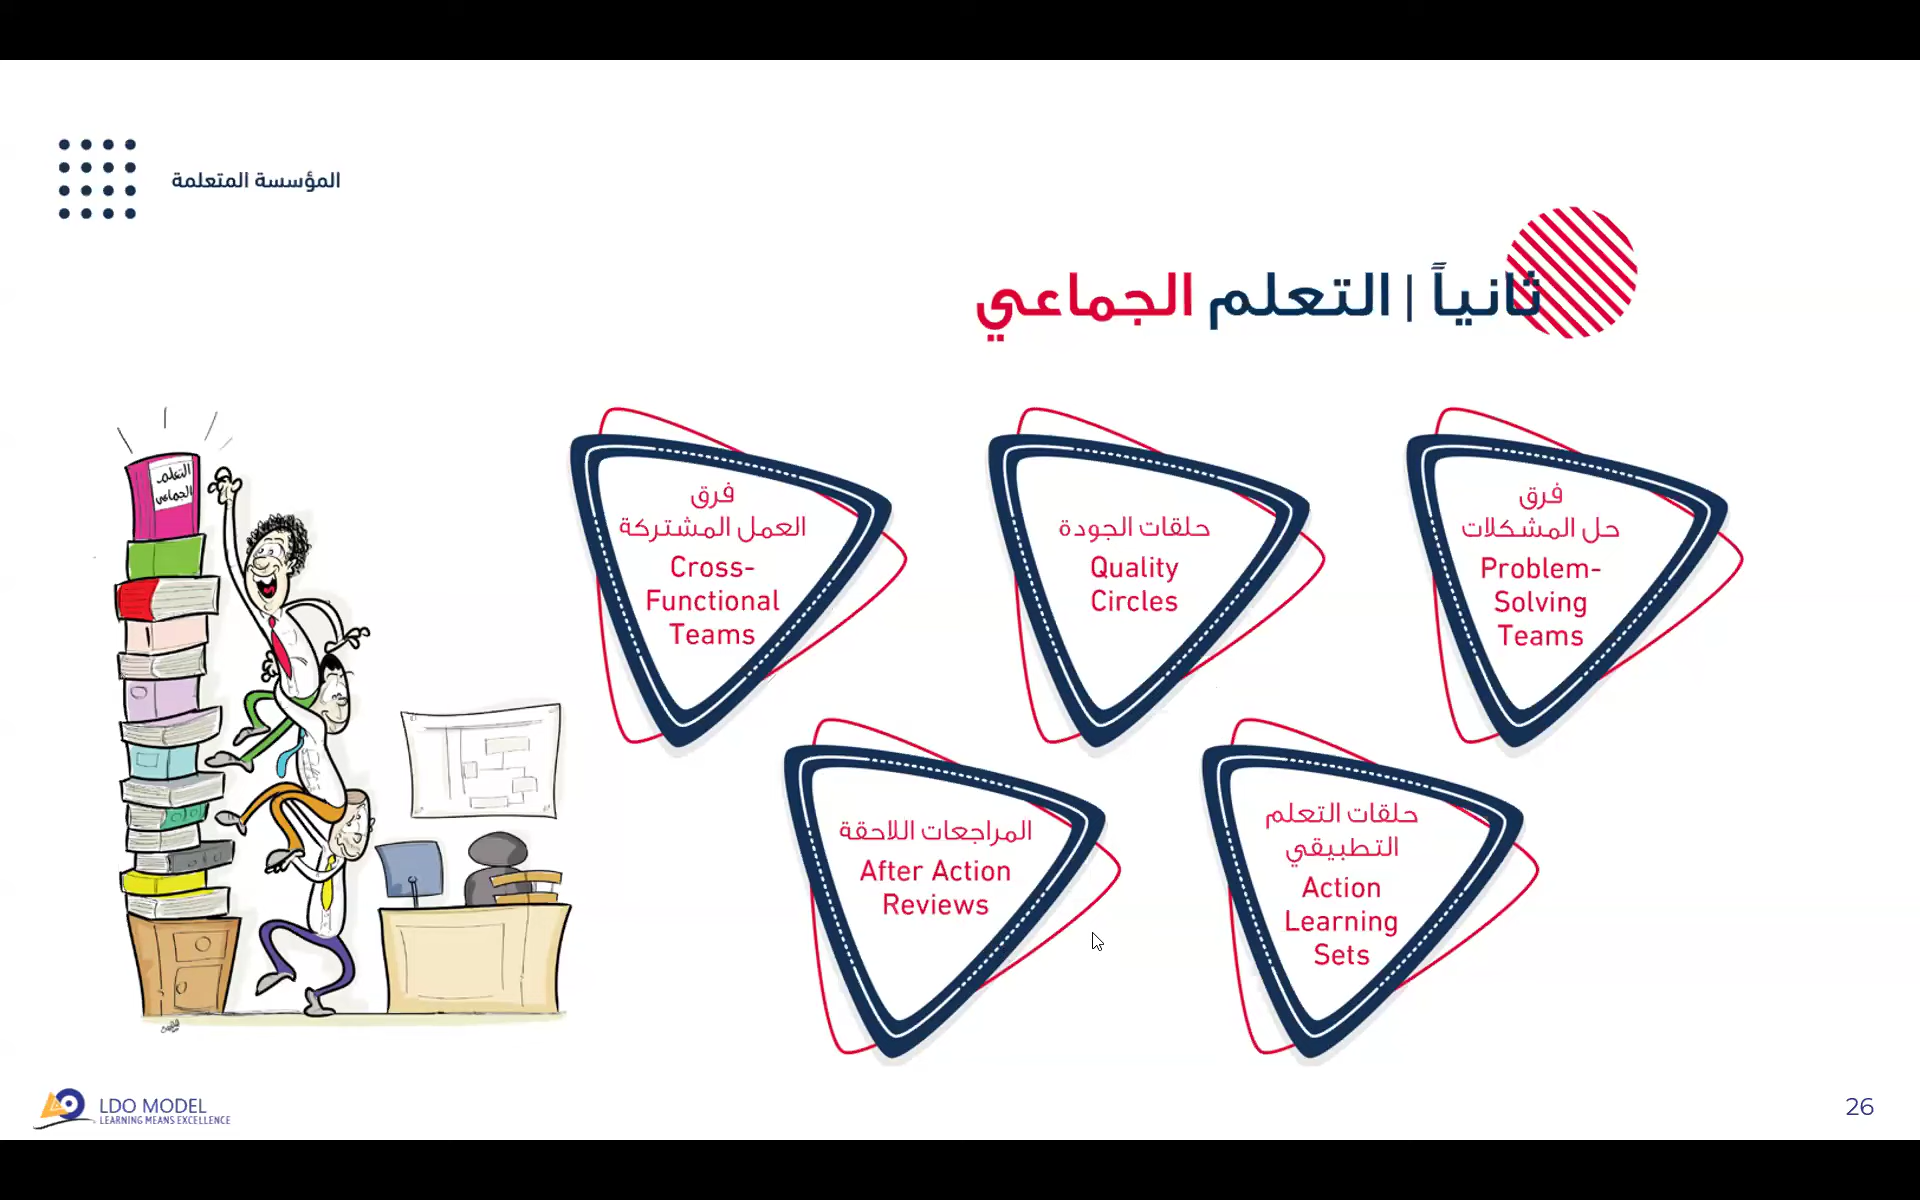 المؤسسة المتعلمة
ثانياً | التعلم الجماعي
فرق
حل المشكلات
Problem-
Solving
Teams
حلقات الجودة
Quality
Circles
فرق
العمل المشتركة
Cross-
Functional
Teams
حلقات التعلم
التطبيقي
Action
Learning
Sets
المراجعات اللاحقة
After Action
Reviews
التعلم
الجماعي
LDO MODEL
LEARNING MEANS EXCELLENCE
26